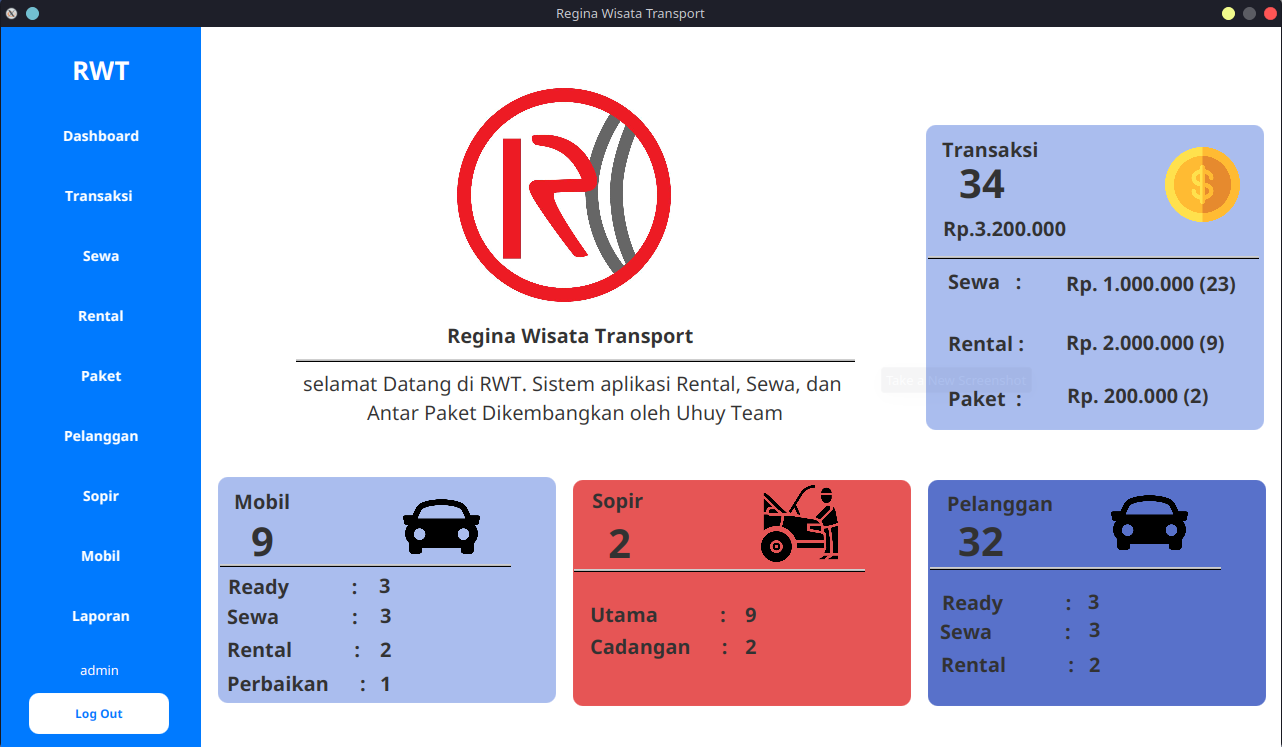 Regina Wisata Transport
RWT
Dashboard
Transaksi
Sewa
Rental
Paket
Pelanggan
Sopir
Mobil
Laporan
admin
Log Out
Regina Wisata Transport
selamat Datang di RWT. Sistem aplikasi Rental, Sewa, dan
Antar Paket Dikembangkan oleh Uhuy Team
Take a New Screenshot
Transaksi
34
Rp.3.200.000
Sewa : Rp. 1.000.000 (23)
Rental : Rp. 2.000.000 (9)
Paket : Rp. 200.000 (2)
Mobil
9
Ready : 3
Sewa : 3
Rental : 2
Perbaikan : 1
Sopir
2
Utama : 9
Cadangan : 2
Pelanggan
32
Ready : 3
Sewa : 3
Rental : 2